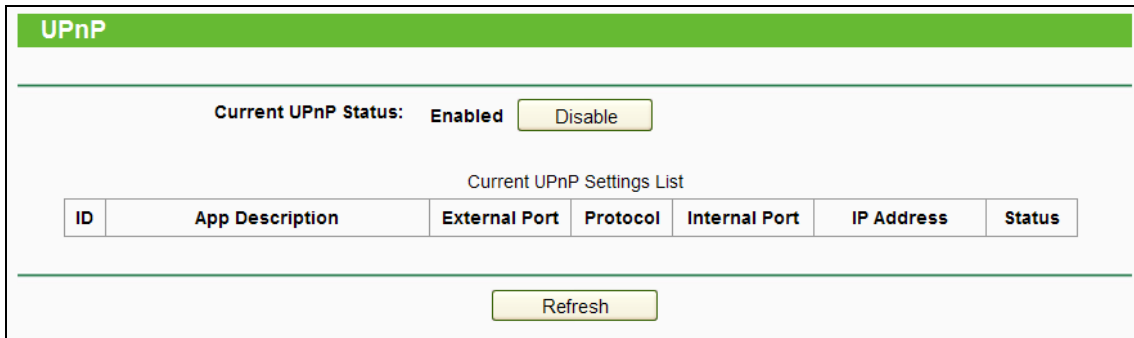 UPnP
Current UPnP Status: Enabled Disable
Current UPnP Settings List
ID App Description External Port Protocol Internal Port IP Address Status
Refresh